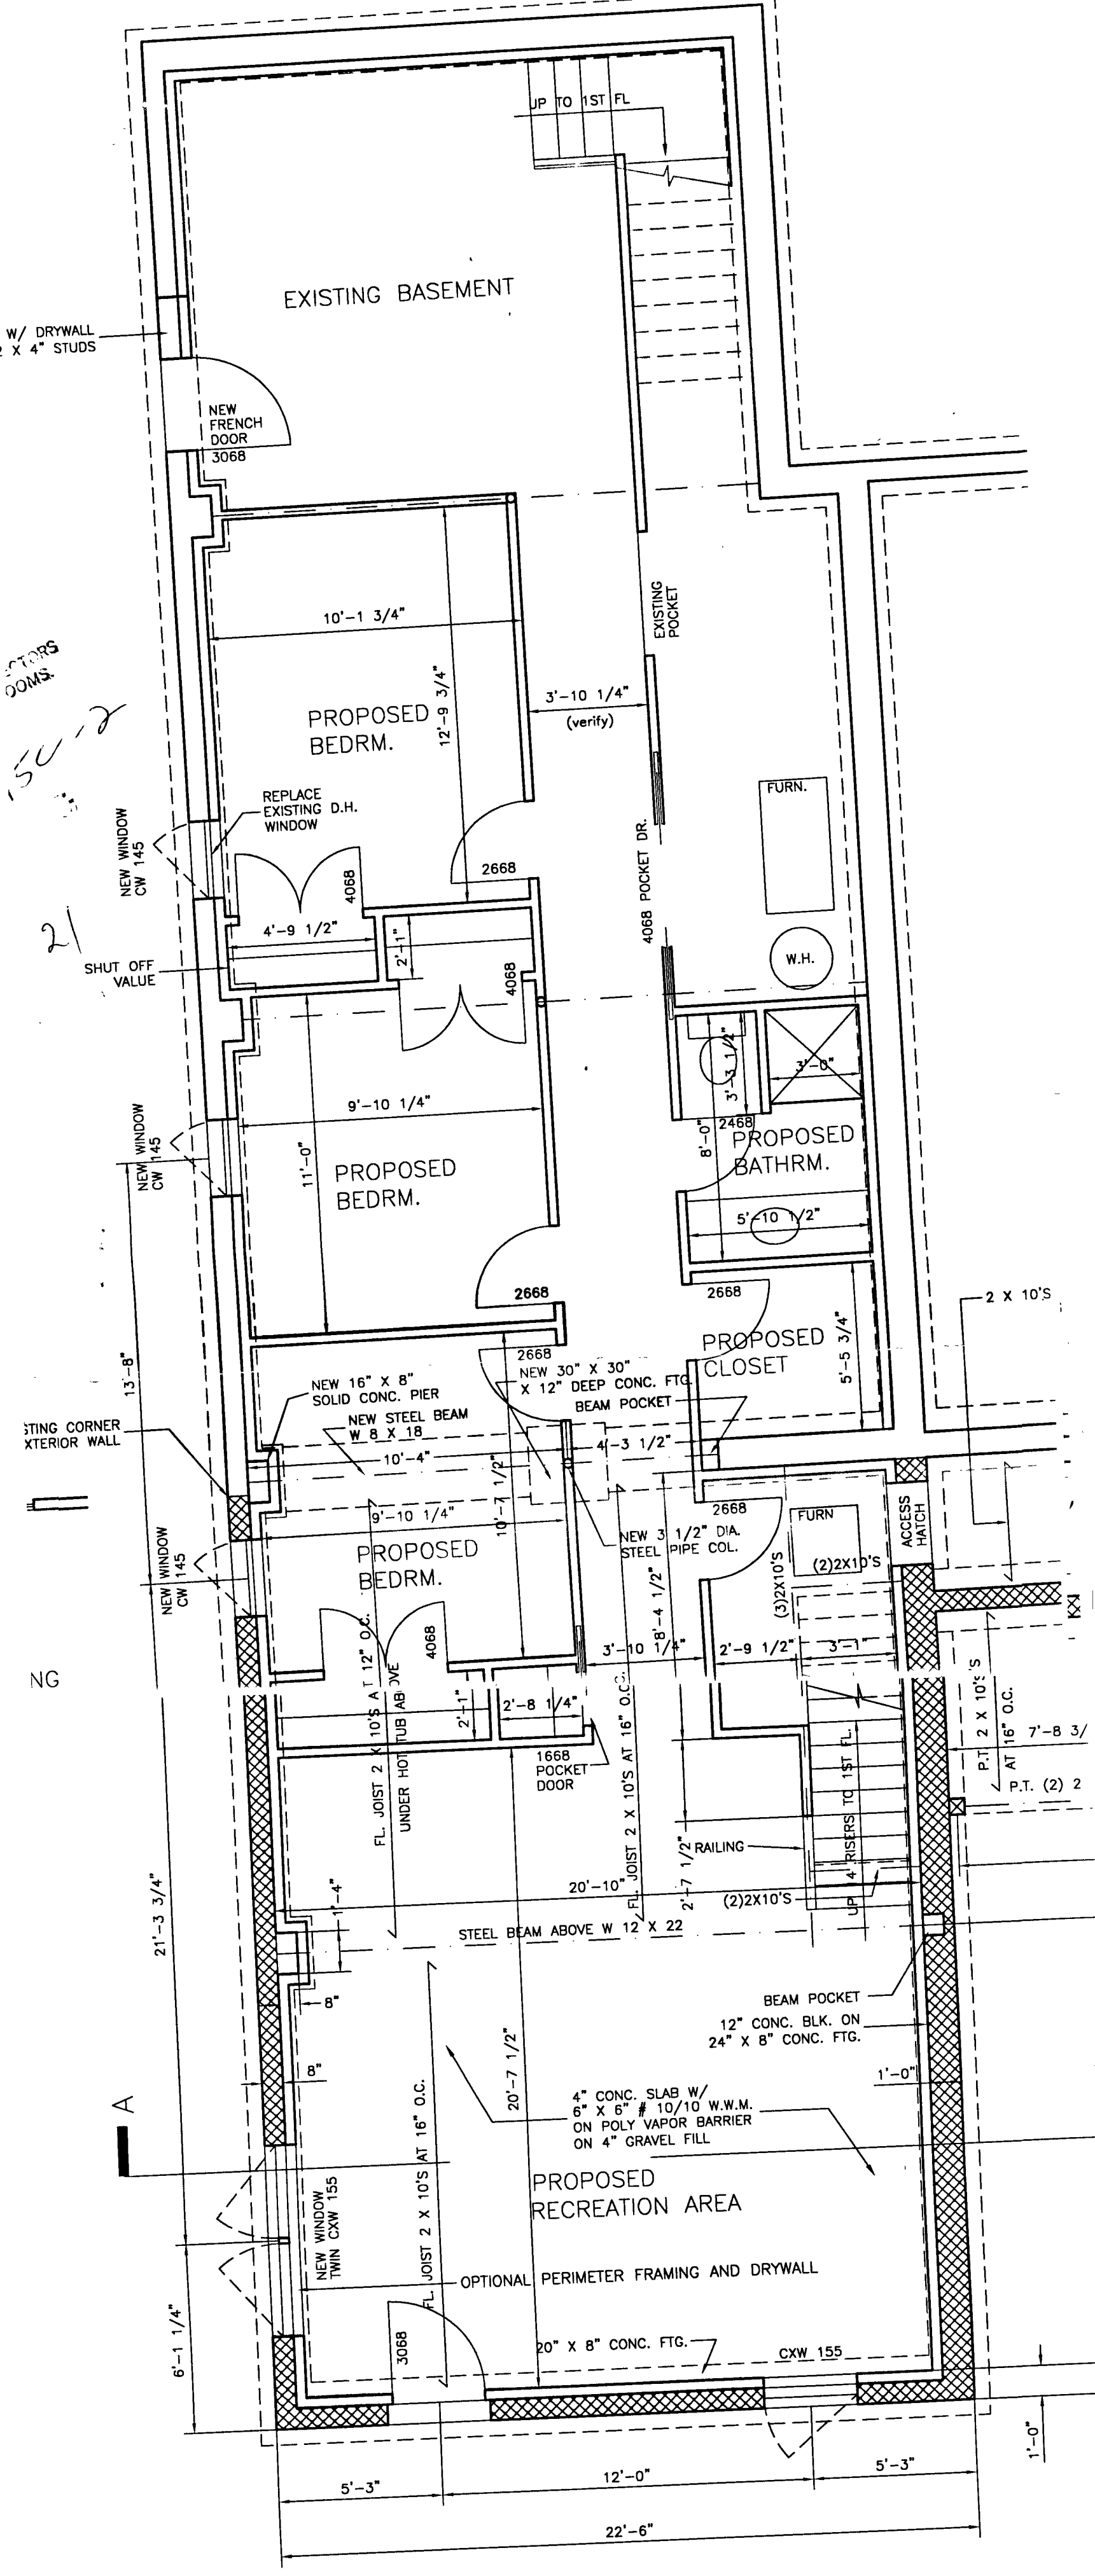 UP TO 1ST FL
EXISTING BASEMENT
W/ DRYWALL
2 X 4" STUDS
NEW
FRENCH
DOOR
3068
10'-1 3/4"
12'-9 3/4"
EXISTING
POCKET
ECTORS
OOMS.
3'-10 1/4"
(verify)
PROPOSED
BEDRM.
REPLACE
EXISTING D.H.
WINDOW
FURN.
NEW WINDOW
CW 145
4068
2668
4068 POCKET DR.
21
4'-9 1/2"
2'-1"
SHUT OFF
VALUE
4068
W.H.
3'-3 1/2"
3'-0"
9'-10 1/4"
8'-0"
2468
NEW WINDOW
CW 145
PROPOSED
BATHRM.
11'-0"
PROPOSED
BEDRM.
5'-10 1/2"
2668
2668
2 X 10'S
PROPOSED
CLOSET
5'-5 3/4"
2668
13'-8"
NEW 16" X 8"
SOLID CONC. PIER
NEW 30" X 30"
X 12" DEEP CONC. FTG.
BEAM POCKET
NEW STEEL BEAM
W 8 X 18
STING CORNER
XTERIOR WALL
10'-4"
4'-3 1/2"
10'-7 1/2"
9'-10 1/4"
2668
FURN
ACCESS
HATCH
NEW 3 1/2" DIA.
STEEL PIPE COL.
PROPOSED
BEDRM.
(2)2X10'S
(3)2X10'S
NEW WINDOW
CW 145
8'-4 1/2"
4068
3'-10 1/4"
2'-9 1/2"
3'-1"
NG
2'-1"
2'-8 1/4"
FL. JOIST 2 X 10'S AT 12" O.C.
UNDER HOT TUB ABOVE
1668
POCKET
DOOR
FL. JOIST 2 X 10'S AT 16" O.C.
P.T. 2 X 10'S
AT 16" O.C.
7'-8 3/
P.T. (2) 2
UP 14 RISERS TO 1ST FL.
RAILING
2'-7 1/2"
20'-10"
(2)2X10'S
1'-4"
21'-3 3/4"
STEEL BEAM ABOVE W 12 X 22
8"
BEAM POCKET
12" CONC. BLK. ON
24" X 8" CONC. FTG.
8"
20'-7 1/2"
1'-0"
4" CONC. SLAB W/
6" X 6" # 10/10 W.W.M.
ON POLY VAPOR BARRIER
ON 4" GRAVEL FILL
A
PROPOSED
RECREATION AREA
NEW WINDOW
TWIN CXW 155
FL. JOIST 2 X 10'S AT 16" O.C.
OPTIONAL PERIMETER FRAMING AND DRYWALL
6'-1 1/4"
3068
20" X 8" CONC. FTG.
CXW 155
1'-0"
5'-3"
12'-0"
5'-3"
22'-6"